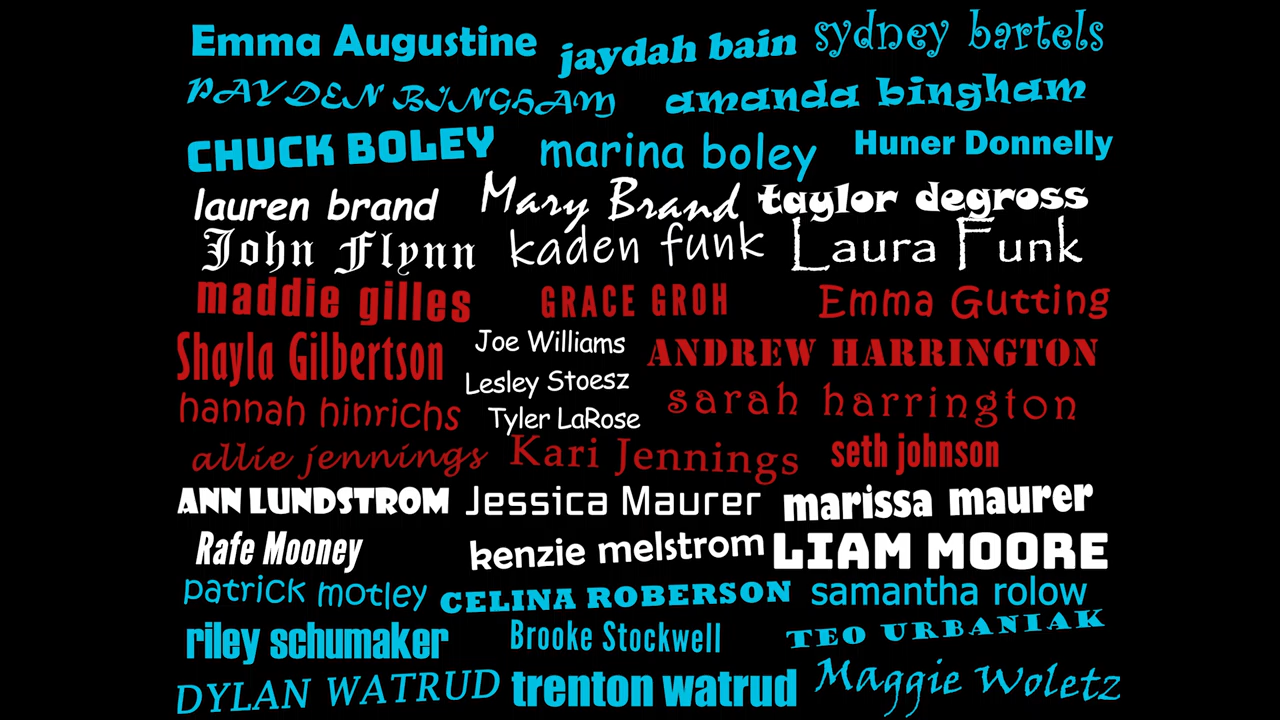 Emma Augustine jaydah bain sydney bartels
PAYDEN BINGHAM amanda bingham
CHUCK BOLEY marina boley Huner Donnelly
lauren brand Mary Brand taylor degross
John Flynn kaden funk Laura Funk
maddie gilles GRACE GROH Emma Gutting
Shayla Gilbertson Joe Williams ANDREW HARRINGTON
Lesley Stoesz
hannah hinrichs Tyler LaRose sarah harrington
allie jennings Kari Jennings seth johnson
ANN LUNDSTROM Jessica Maurer marissa maurer
Rafe Mooney kenzie melstrom LIAM MOORE
patrick motley CELINA ROBERSON samantha rolow
riley schumaker Brooke Stockwell TEO URBANIAK
DYLAN WATRUD trenton watrud Maggie Woletz